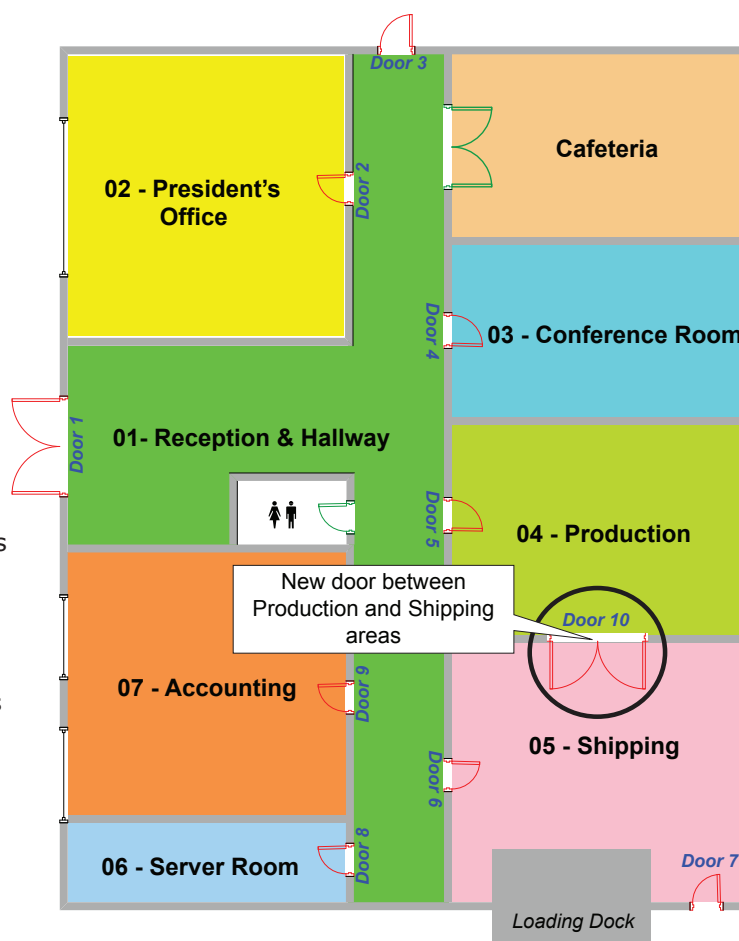 Door 3
Cafeteria
02 - President's
Office
Door 2
Door 4
03 - Conference Room
Door 1
01- Reception & Hallway
Door 5
04 - Production
s
New door between
Production and Shipping
areas
Door 10
07 - Accounting
Door 9
s
05 - Shipping
Door 6
06 - Server Room
Door 8
Door 7
Loading Dock